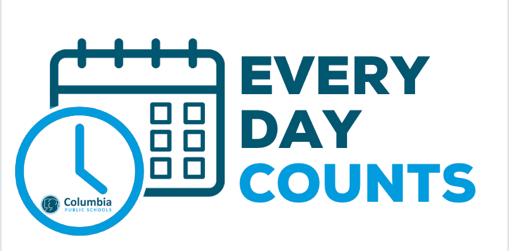 EVERY
DAY
COUNTS
Columbia
PUBLIC SCHOOLS